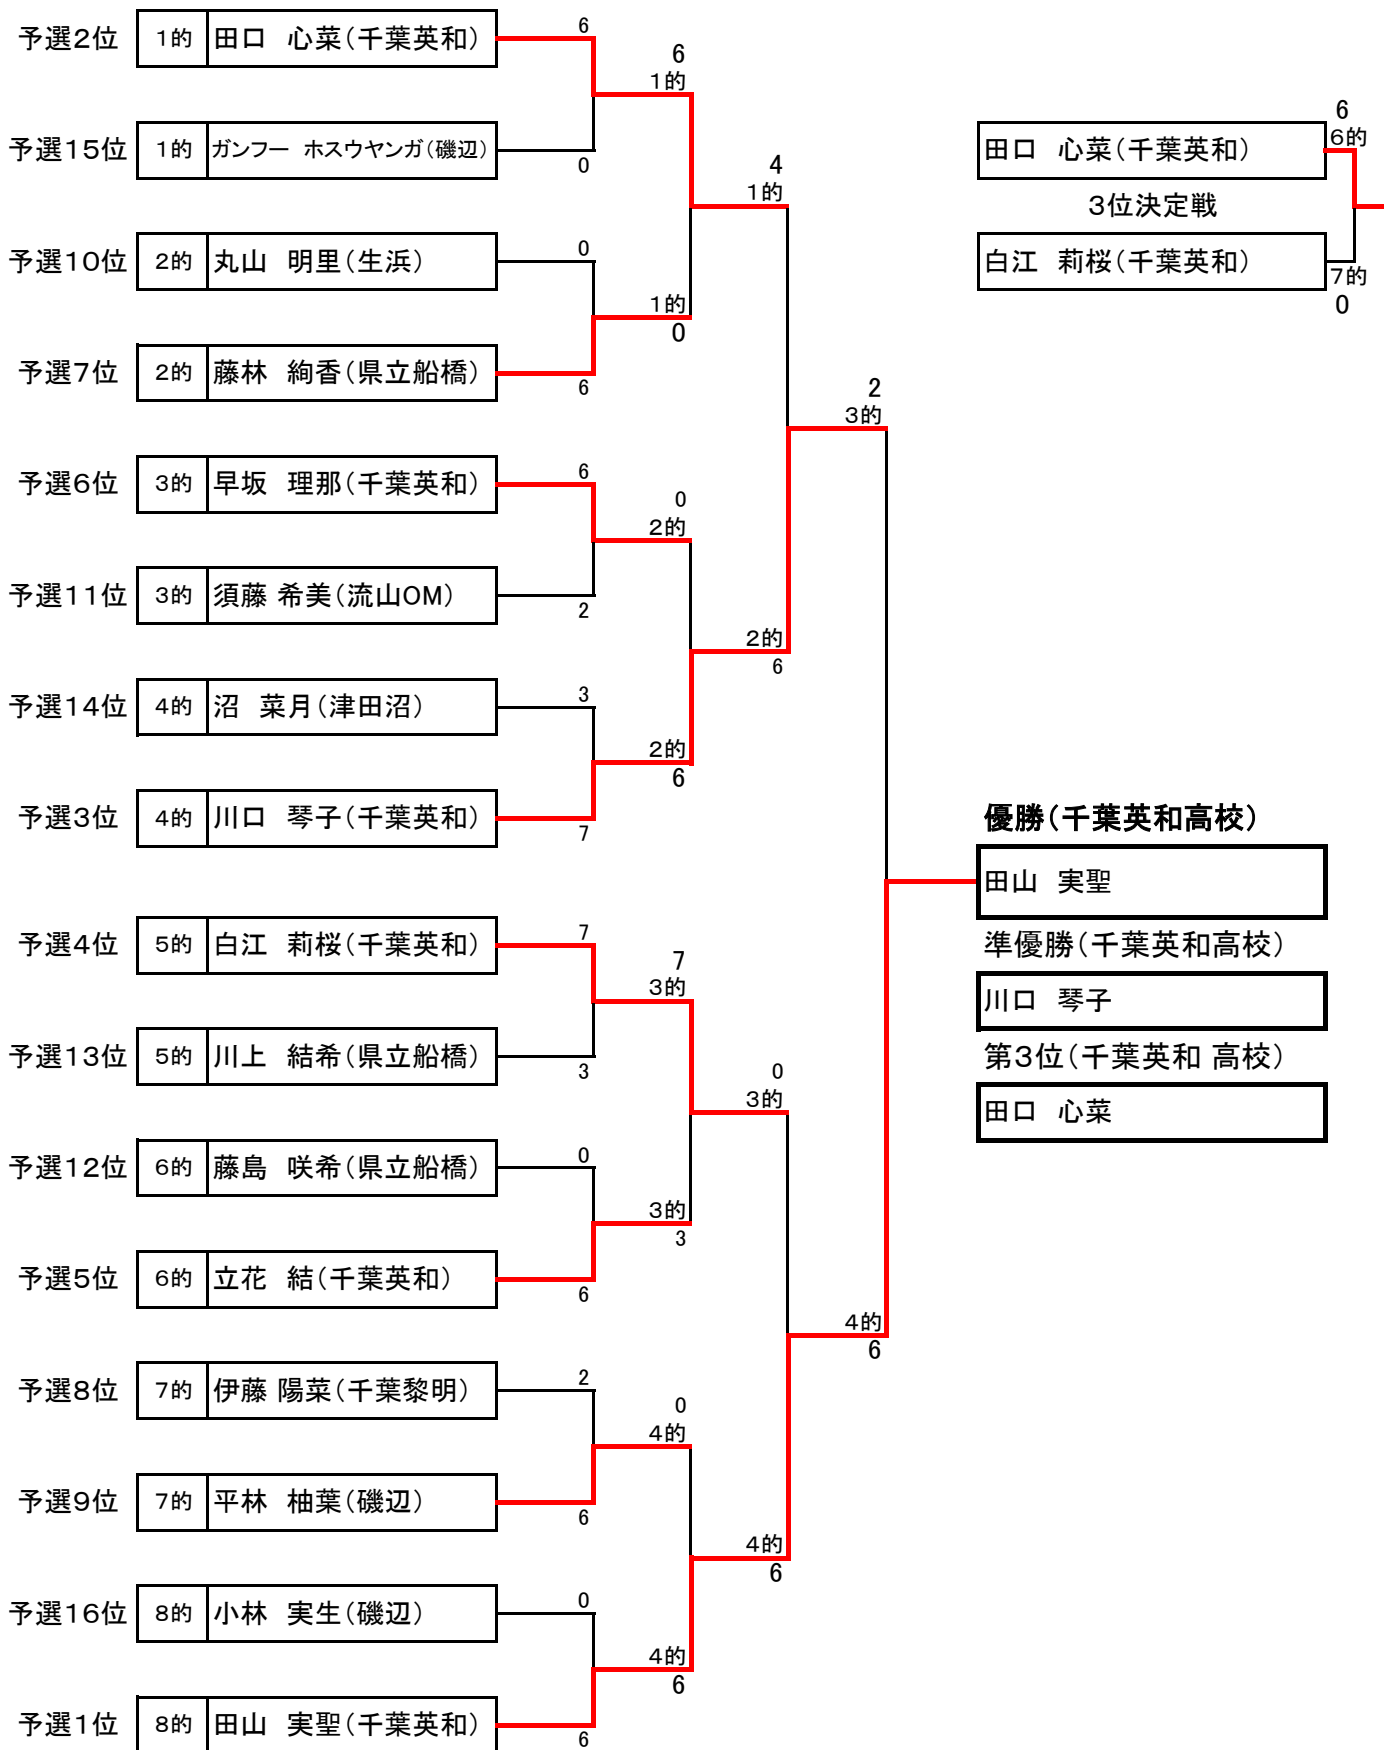 予選2位 1的 田口 心菜(千葉英和) 6
6
1的
予選15位 1的 ガンフー ホスウヤンガ(磯辺) 0
4
1的
予選10位 2的 丸山 明里(生浜) 0
1的
0
予選7位 2的 藤林 絢香(県立船橋) 6
2
3的
予選6位 3的 早坂 理那(千葉英和) 6
0
2的
予選11位 3的 須藤 希美(流山OM) 2
2的
6
予選14位 4的 沼 菜月(津田沼) 3
2的
6
予選3位 4的 川口 琴子(千葉英和) 7
予選4位 5的 白江 莉桜(千葉英和) 7
7
3的
予選13位 5的 川上 結希(県立船橋) 3
0
3的
予選12位 6的 藤島 咲希(県立船橋) 0
3的
3
予選5位 6的 立花 結(千葉英和) 6
4的
6
予選8位 7的 伊藤 陽菜(千葉黎明) 2
0
4的
予選9位 7的 平林 柚葉(磯辺) 6
4的
6
予選16位 8的 小林 実生(磯辺) 0
4的
6
予選1位 8的 田山 実聖(千葉英和) 6
6
田口 心菜(千葉英和) 6的
3位決定戦
白江 莉桜(千葉英和) 7的
0
優勝(千葉英和高校)
田山 実聖
準優勝(千葉英和高校)
川口 琴子
第3位(千葉英和 高校)
田口 心菜